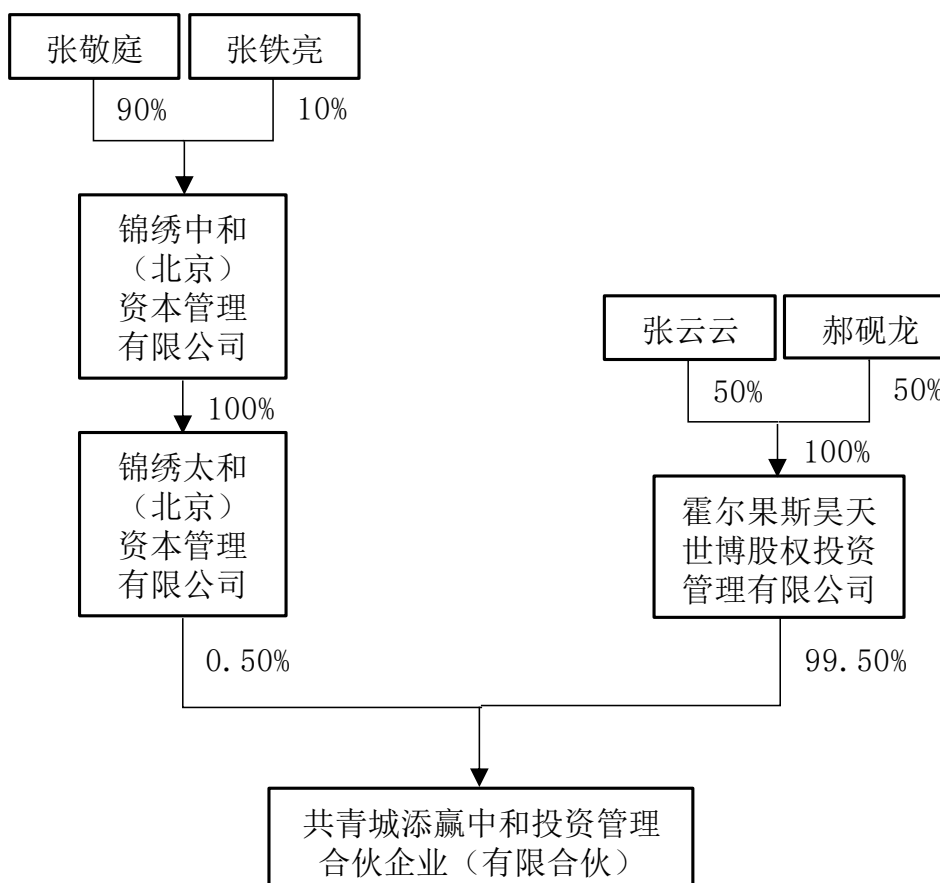 张敬庭 张铁亮
90% 10%
锦绣中和
（北京）
资本管理
有限公司
100%
锦绣太和
（北京）
资本管理
有限公司
0.50%
张云云 郝砚龙
50% 50%
100%
霍尔果斯昊天
世博股权投资
管理有限公司
99.50%
共青城添赢中和投资管理
合伙企业（有限合伙）